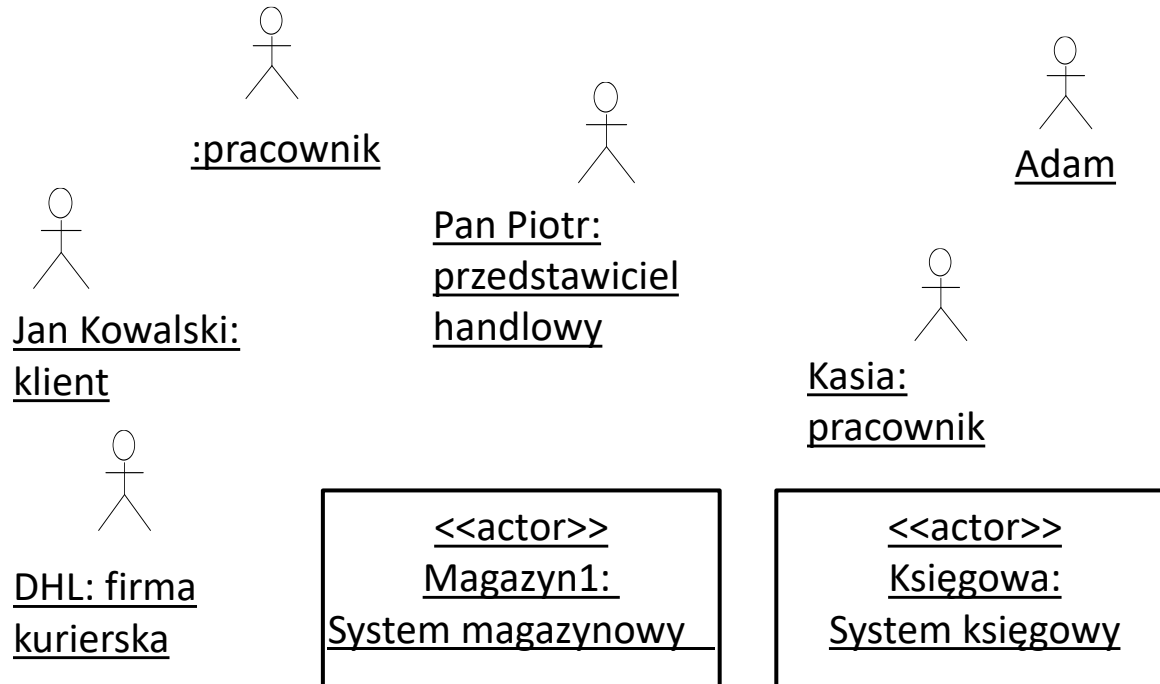 :pracownik
Adam
Pan Piotr:
przedstawiciel
handlowy
Jan Kowalski:
klient
Kasia:
pracownik
DHL: firma
kurierska
<<actor>>
Magazyn1:
System magazynowy
<<actor>>
Księgowa:
System księgowy